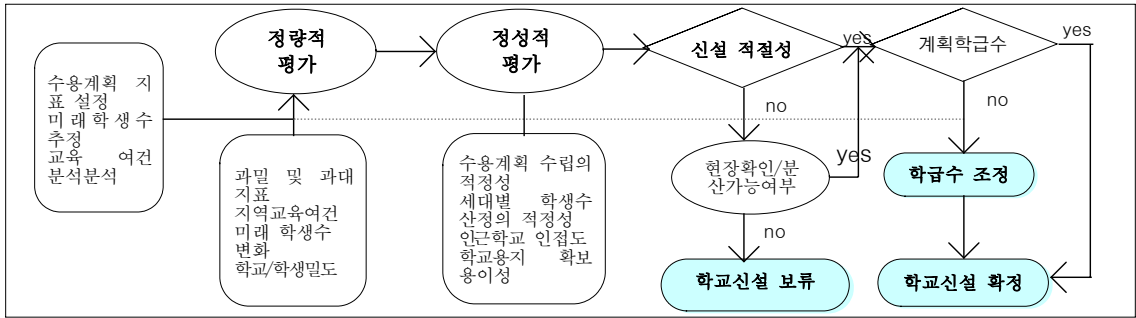 수용계획 지
표 설정
미래학생수
추정
교육 여건
분석분석
정량적
평가
과밀 및 과대
지표
지역교육여건
미래 학생수
변화
학교/학생밀도
정성적
평가
수용계획 수립의
적정성
세대별 학생수
산정의 적정성
인근학교 인접도
학교용지 확보
용이성
신설 적절성
yes
no
현장확인/분
산가능여부
yes
no
학교신설 보류
계획학급수
yes
no
학급수 조정
학교신설 확정